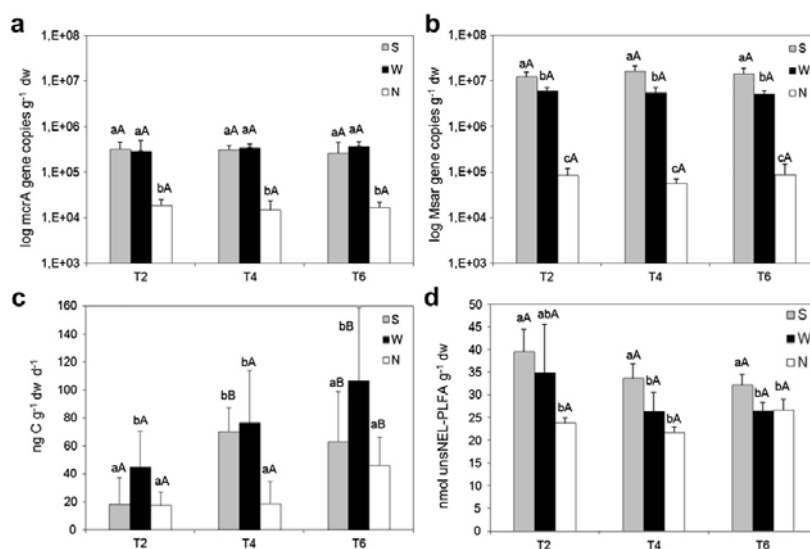 a
log mcrA gene copies g⁻¹ dw
1,E+08
1,E+07
1,E+06
1,E+05
1,E+04
1,E+03
S
W
N
aA aA bA
aA aA bA
aA aA bA
T2 T4 T6
b
log Msar gene copies g⁻¹ dw
1,E+08
1,E+07
1,E+06
1,E+05
1,E+04
1,E+03
S
W
N
aA bA cA
aA bA cA
aA bA cA
T2 T4 T6
c
ng C g⁻¹ dw d⁻¹
160
140
120
100
80
60
40
20
0
S
W
N
aA bA aA
bB bA aA
aB bB aB
T2 T4 T6
d
nmol unsNEL-PLFA g⁻¹ dw
50
45
40
35
30
25
20
15
10
5
0
S
W
N
aA abA bA
aA bA bA
aA bA bA
T2 T4 T6